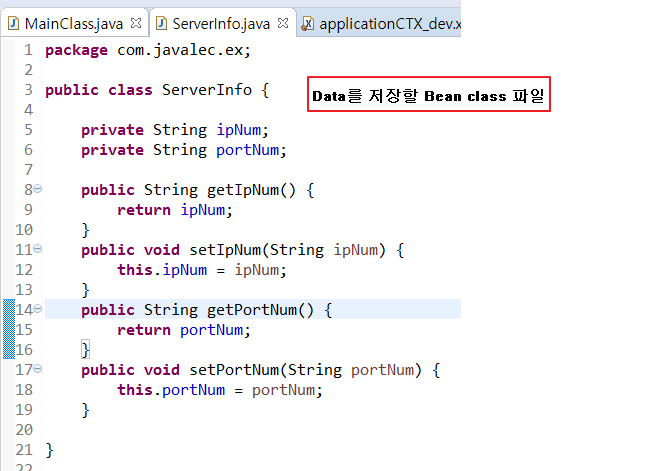 MainClass.java ServerInfo.java applicationCTX_dev.x
1 package com.javalec.ex;
2
3 public class ServerInfo {
Data를 저장할 Bean class 파일
4
5 private String ipNum;
6 private String portNum;
7
8 public String getIpNum() {
9 return ipNum;
10 }
11 public void setIpNum(String ipNum) {
12 this.ipNum = ipNum;
13 }
14 public String getPortNum() {
15 return portNum;
16 }
17 public void setPortNum(String portNum) {
18 this.portNum = portNum;
19 }
20
21 }
22